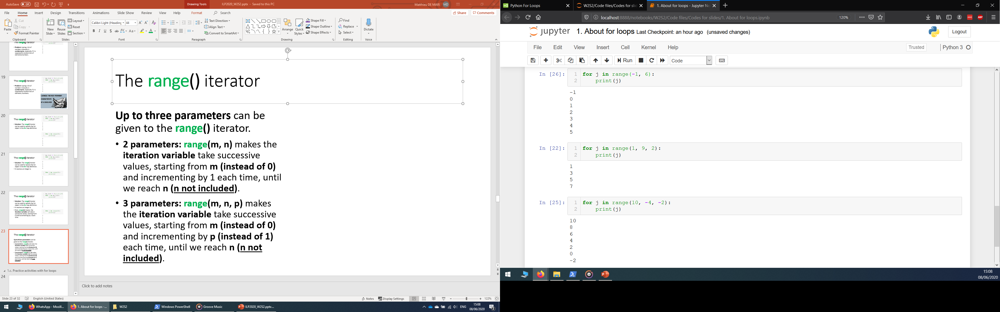 AutoSave Off
Drawing Tools
ILP2020_W2S2.pptx - Saved to this PC
Matthieu DE MARI MD
File Home Insert Draw Design Transitions Animations Slide Show Review View Help Format Search
Share Comments
Paste
Cut
Copy
Format Painter
Clipboard
New Slide
Reuse Slides
Layout
Reset
Section
Slides
Calibri Light (Heading 44
Font
Text Direction
Align Text
Convert to SmartArt
Paragraph
Arrange
Quick Styles
Shape Fill
Shape Outline
Shape Effects
Drawing
Find
Replace
Select
Editing
Dictate
Voice
19
20
21
22
23
1.c. Practice activities with for loops
24
The range() iterator
Up to three parameters can be
given to the range() iterator.
• 2 parameters: range(m, n) makes the
iteration variable take successive
values, starting from m (instead of 0)
and incrementing by 1 each time, until
we reach n (n not included).
• 3 parameters: range(m, n, p) makes
the iteration variable take successive
values, starting from m (instead of 0)
and incrementing by p (instead of 1)
each time, until we reach n (n not
included).
Click to add notes
Slide 23 of 32 English (United States)
Notes Display Settings 122%
WhatsApp - Mozill... 1. About for loops -... W2S2 Windows PowerShell Groove Music ILP2020_W2S2.pptx...
ENG 15:08
08/06/2020
2
Python For Loops
W2S2/Code files/Codes for slid
1. About for loops - Jupyter No
localhost:8888/notebooks/W2S2/Code files/Codes for slides/1. About for loops.ipynb
120%
ABP
jupyter 1. About for loops Last Checkpoint: an hour ago (unsaved changes)
Logout
File Edit View Insert Cell Kernel Help
Trusted Python 3
Run Code
In [26]: 1 for j in range(-1, 6):
2 print(j)
-1
0
1
2
3
4
5
In [22]: 1 for j in range(1, 9, 2):
2 print(j)
1
3
5
7
In [25]: 1 for j in range(10, -4, -2):
2 print(j)
10
8
6
4
2
0
-2
15:08
08/06/2020